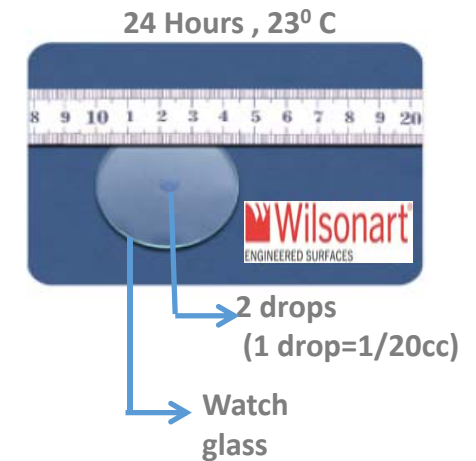 24 Hours , 23⁰ C
8 9 10 1 2 3 4 5 6 7 8 9 20
Wilsonart
ENGINEERED SURFACES
2 drops
(1 drop=1/20cc)
Watch
glass